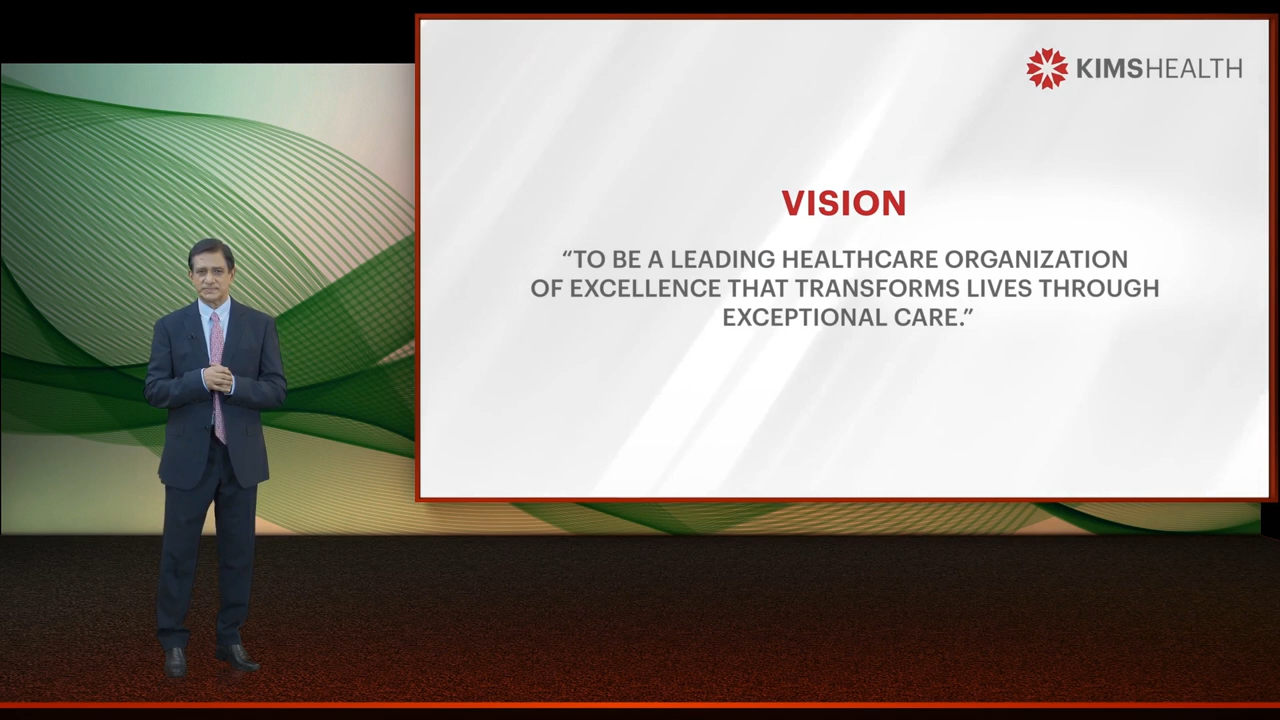 KIMSHEALTH
VISION
“TO BE A LEADING HEALTHCARE ORGANIZATION
OF EXCELLENCE THAT TRANSFORMS LIVES THROUGH
EXCEPTIONAL CARE.”